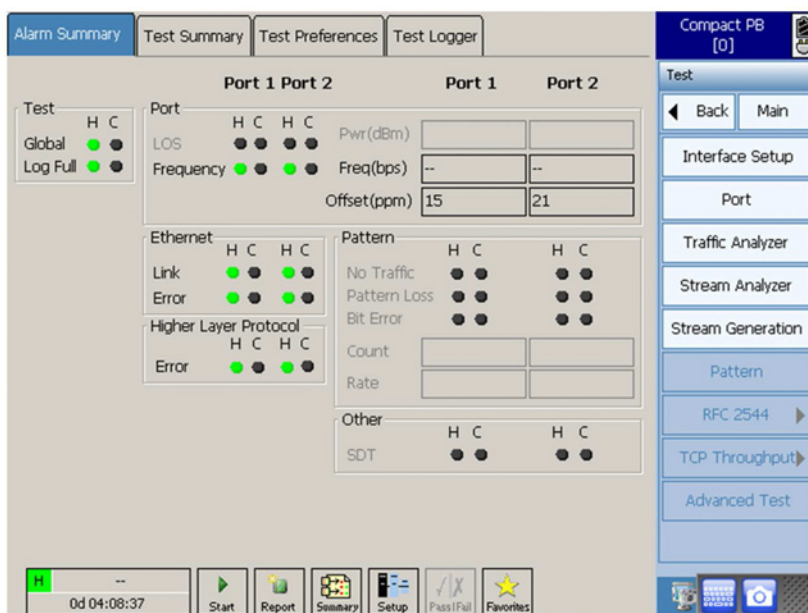 Alarm Summary Test Summary Test Preferences Test Logger
Compact PB
[0]
Port 1 Port 2 Port 1 Port 2
Test
H C
Global
Log Full
Port
H C H C
LOS
Frequency
Pwr(dBm)
Freq(bps) -- --
Offset(ppm) 15 21
Ethernet
H C H C
Link
Error
Higher Layer Protocol
H C H C
Error
Pattern
H C H C
No Traffic
Pattern Loss
Bit Error
Count
Rate
Other
H C H C
SDT
Test
Back Main
Interface Setup
Port
Traffic Analyzer
Stream Analyzer
Stream Generation
Pattern
RFC 2544
TCP Throughput
Advanced Test
H --
0d 04:08:37
Start Report Summary Setup Pass|Fail Favorites